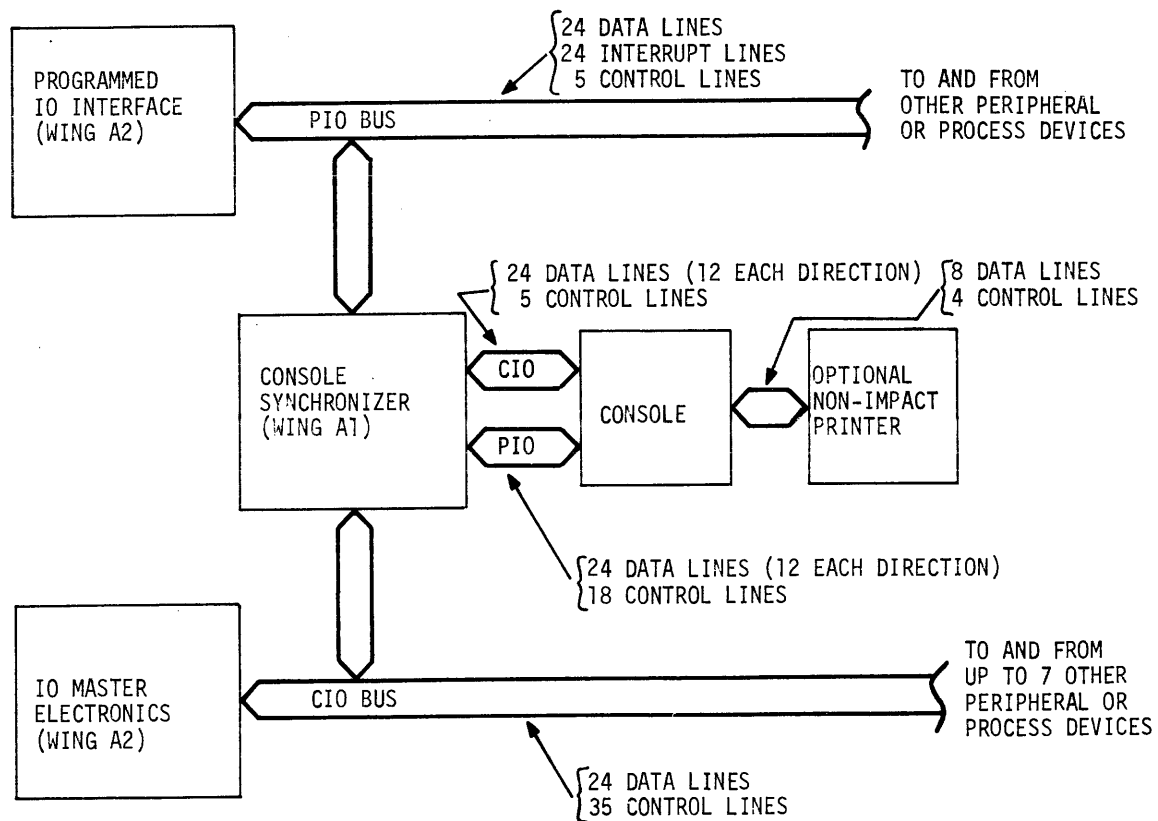 24 DATA LINES
24 INTERRUPT LINES
5 CONTROL LINES
PROGRAMMED
IO INTERFACE
(WING A2)
PIO BUS
TO AND FROM
OTHER PERIPHERAL
OR PROCESS DEVICES
24 DATA LINES (12 EACH DIRECTION)
5 CONTROL LINES
8 DATA LINES
4 CONTROL LINES
CONSOLE
SYNCHRONIZER
(WING A1)
CIO
PIO
CONSOLE
OPTIONAL
NON-IMPACT
PRINTER
24 DATA LINES (12 EACH DIRECTION)
18 CONTROL LINES
IO MASTER
ELECTRONICS
(WING A2)
CIO BUS
TO AND FROM
UP TO 7 OTHER
PERIPHERAL OR
PROCESS DEVICES
24 DATA LINES
35 CONTROL LINES